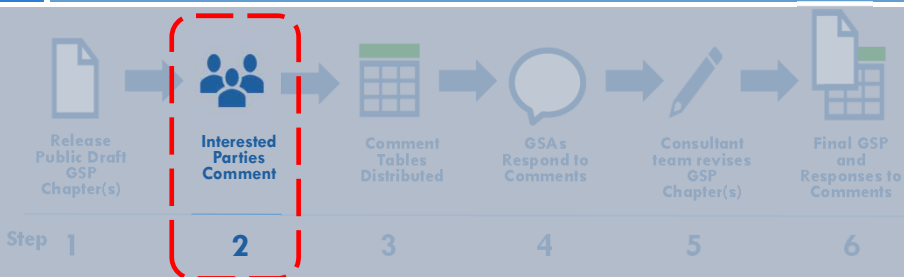 Release
Public Draft
GSP
Chapter(s)
Interested
Parties
Comment
Comment
Tables
Distributed
GSAs
Respond to
Comments
Consultant
team revises
GSP
Chapter(s)
Final GSP
and
Responses to
Comments
Step 1 2 3 4 5 6